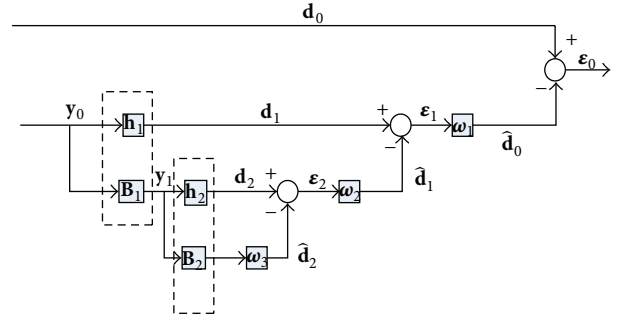 d₀
+
ε₀
−
y₀
h₁
d₁
+
ε₁
ω₁
−
d̂₀
B₁
y₁
h₂
d₂
+
ε₂
ω₂
d̂₁
−
B₂
ω₃
d̂₂